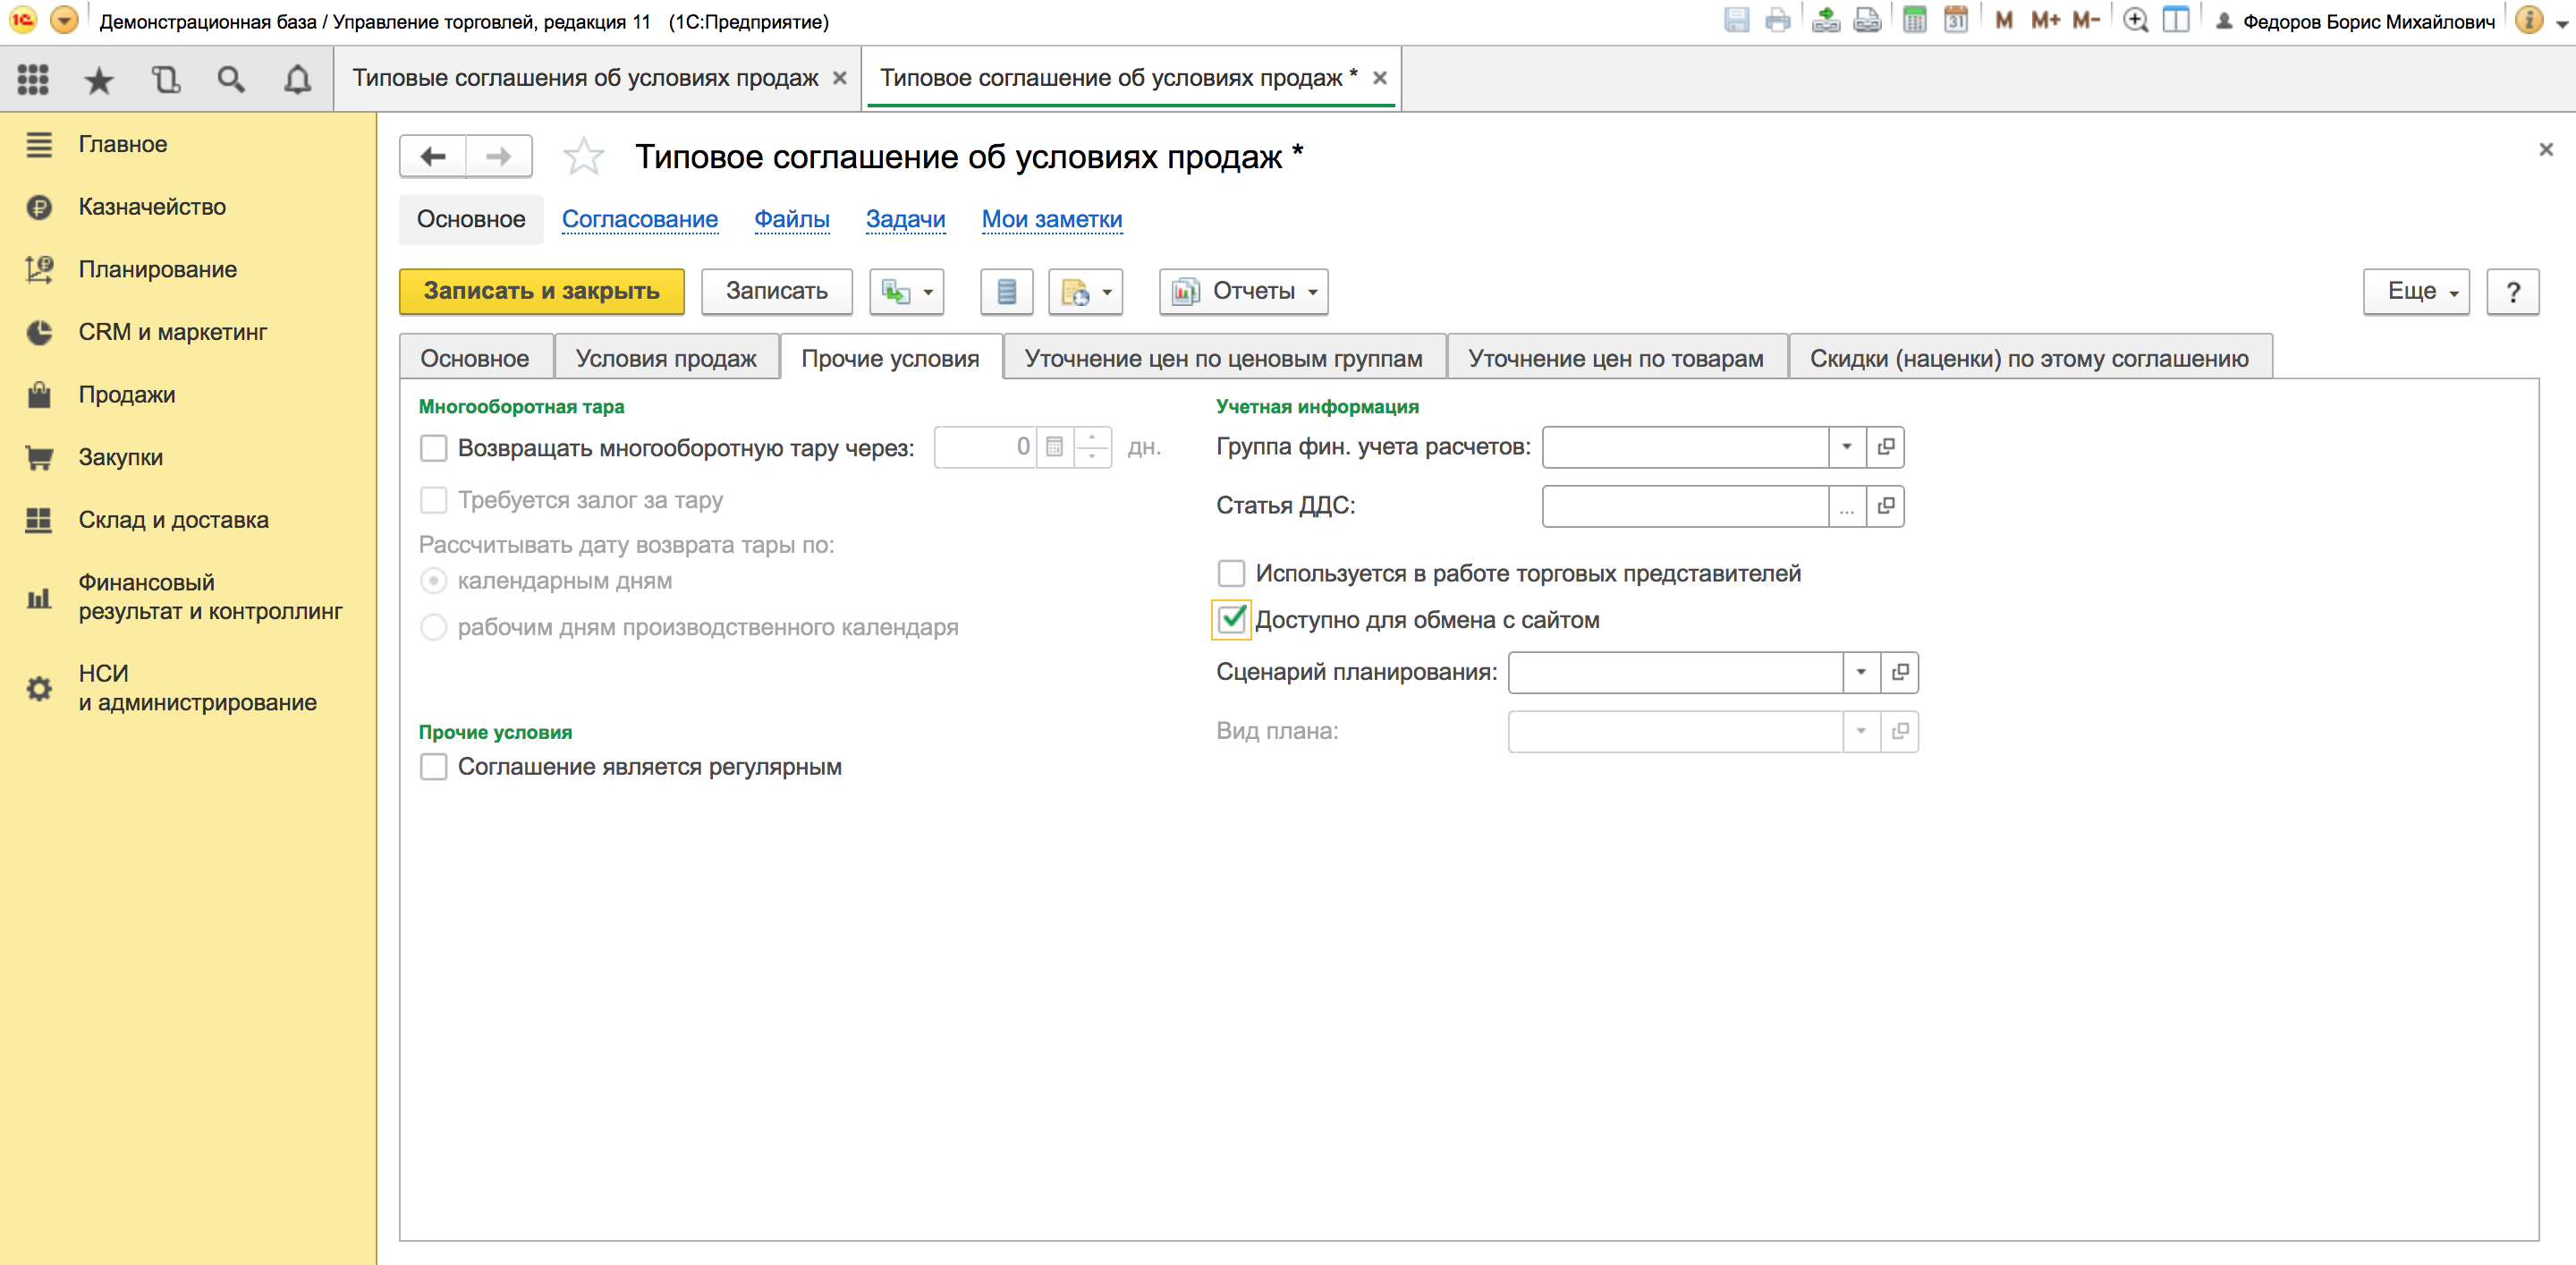 Демонстрационная база / Управление торговлей, редакция 11 (1С:Предприятие)
31 M M+ M- Федоров Борис Михайлович
Типовые соглашения об условиях продаж
Типовое соглашение об условиях продаж *
Главное
Казначейство
Планирование
CRM и маркетинг
Продажи
Закупки
Склад и доставка
Финансовый
результат и контроллинг
НСИ
и администрирование
Типовое соглашение об условиях продаж *
Основное Согласование Файлы Задачи Мои заметки
Записать и закрыть Записать Отчеты Еще ?
Основное Условия продаж Прочие условия Уточнение цен по ценовым группам Уточнение цен по товарам Скидки (наценки) по этому соглашению
Многооборотная тара
Возвращать многооборотную тару через: 0 дн.
Требуется залог за тару
Рассчитывать дату возврата тары по:
календарным дням
рабочим дням производственного календаря
Прочие условия
Соглашение является регулярным
Учетная информация
Группа фин. учета расчетов:
Статья ДДС: ...
Используется в работе торговых представителей
Доступно для обмена с сайтом
Сценарий планирования:
Вид плана: